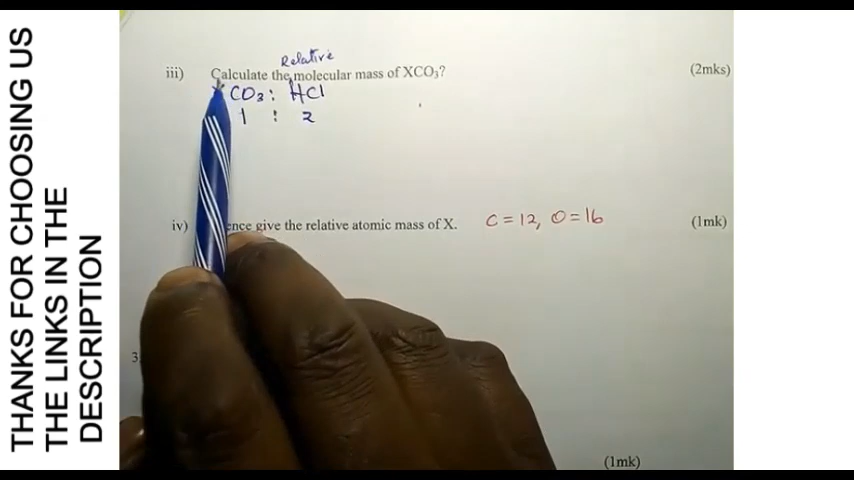 THANKS FOR CHOOSING US
THE LINKS IN THE
DESCRIPTION
Relative
iii) Calculate the molecular mass of XCO₃? (2mks)
CO₃ : HCl
1 : 2
iv) ence give the relative atomic mass of X. C = 12, O = 16 (1mk)
3
(1mk)